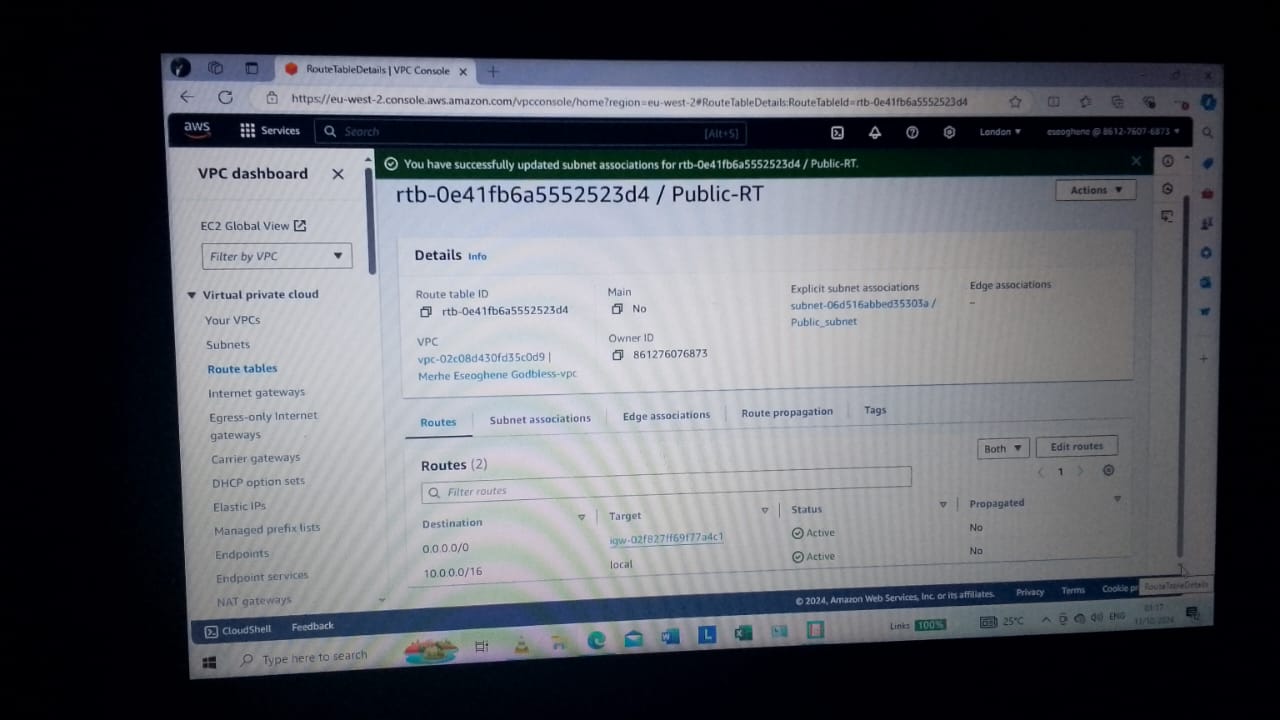 RouteTableDetails | VPC Console
https://eu-west-2.console.aws.amazon.com/vpcconsole/home?region=eu-west-2#RouteTableDetails:RouteTableId=rtb-0e41fb6a5552523d4
aws
Services
Search
[Alt+S]
London
eseoghene @ 8612-7607-6873
VPC dashboard
EC2 Global View
Filter by VPC
Virtual private cloud
Your VPCs
Subnets
Route tables
Internet gateways
Egress-only Internet
gateways
Carrier gateways
DHCP option sets
Elastic IPs
Managed prefix lists
Endpoints
Endpoint services
NAT gateways
You have successfully updated subnet associations for rtb-0e41fb6a5552523d4 / Public-RT.
rtb-0e41fb6a5552523d4 / Public-RT
Actions
Details Info
Route table ID
rtb-0e41fb6a5552523d4
Main
No
Explicit subnet associations
subnet-06d516abbed35303a /
Public_subnet
Edge associations
–
VPC
vpc-02c08d430fd35c0d9 |
Merhe Eseoghene Godbless-vpc
Owner ID
861276076873
Routes
Subnet associations
Edge associations
Route propagation
Tags
Routes (2)
Both
Edit routes
Filter routes
1
Destination Target Status Propagated
0.0.0.0/0 igw-02f827ff69f77a4c1 Active No
10.0.0.0/16 local Active No
CloudShell
Feedback
© 2024, Amazon Web Services, Inc. or its affiliates.
Privacy
Terms
Cookie
RouteTableDetails
Type here to search
Links 100%
25°C
ENG
01:17